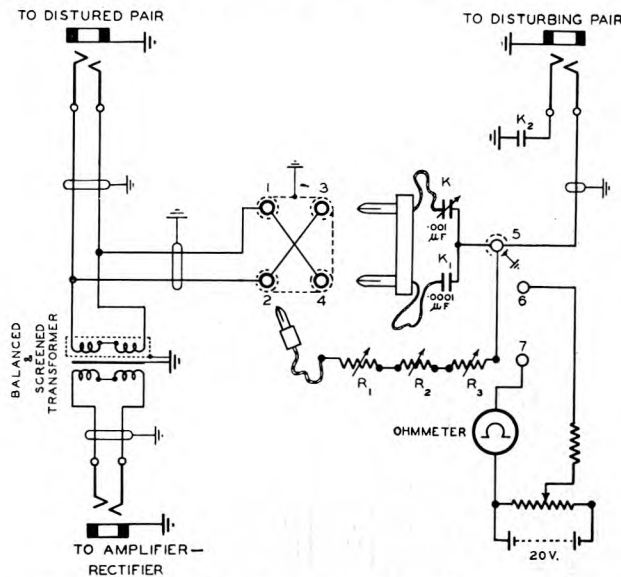 TO DISTURED PAIR
TO DISTURBING PAIR
K2
1
3
K
.001
μF
K1
.0001
μF
5
2
4
6
7
BALANCED
&
SCREENED
TRANSFORMER
R1
R2
R3
OHMMETER
Ω
20V.
TO AMPLIFIER—
RECTIFIER